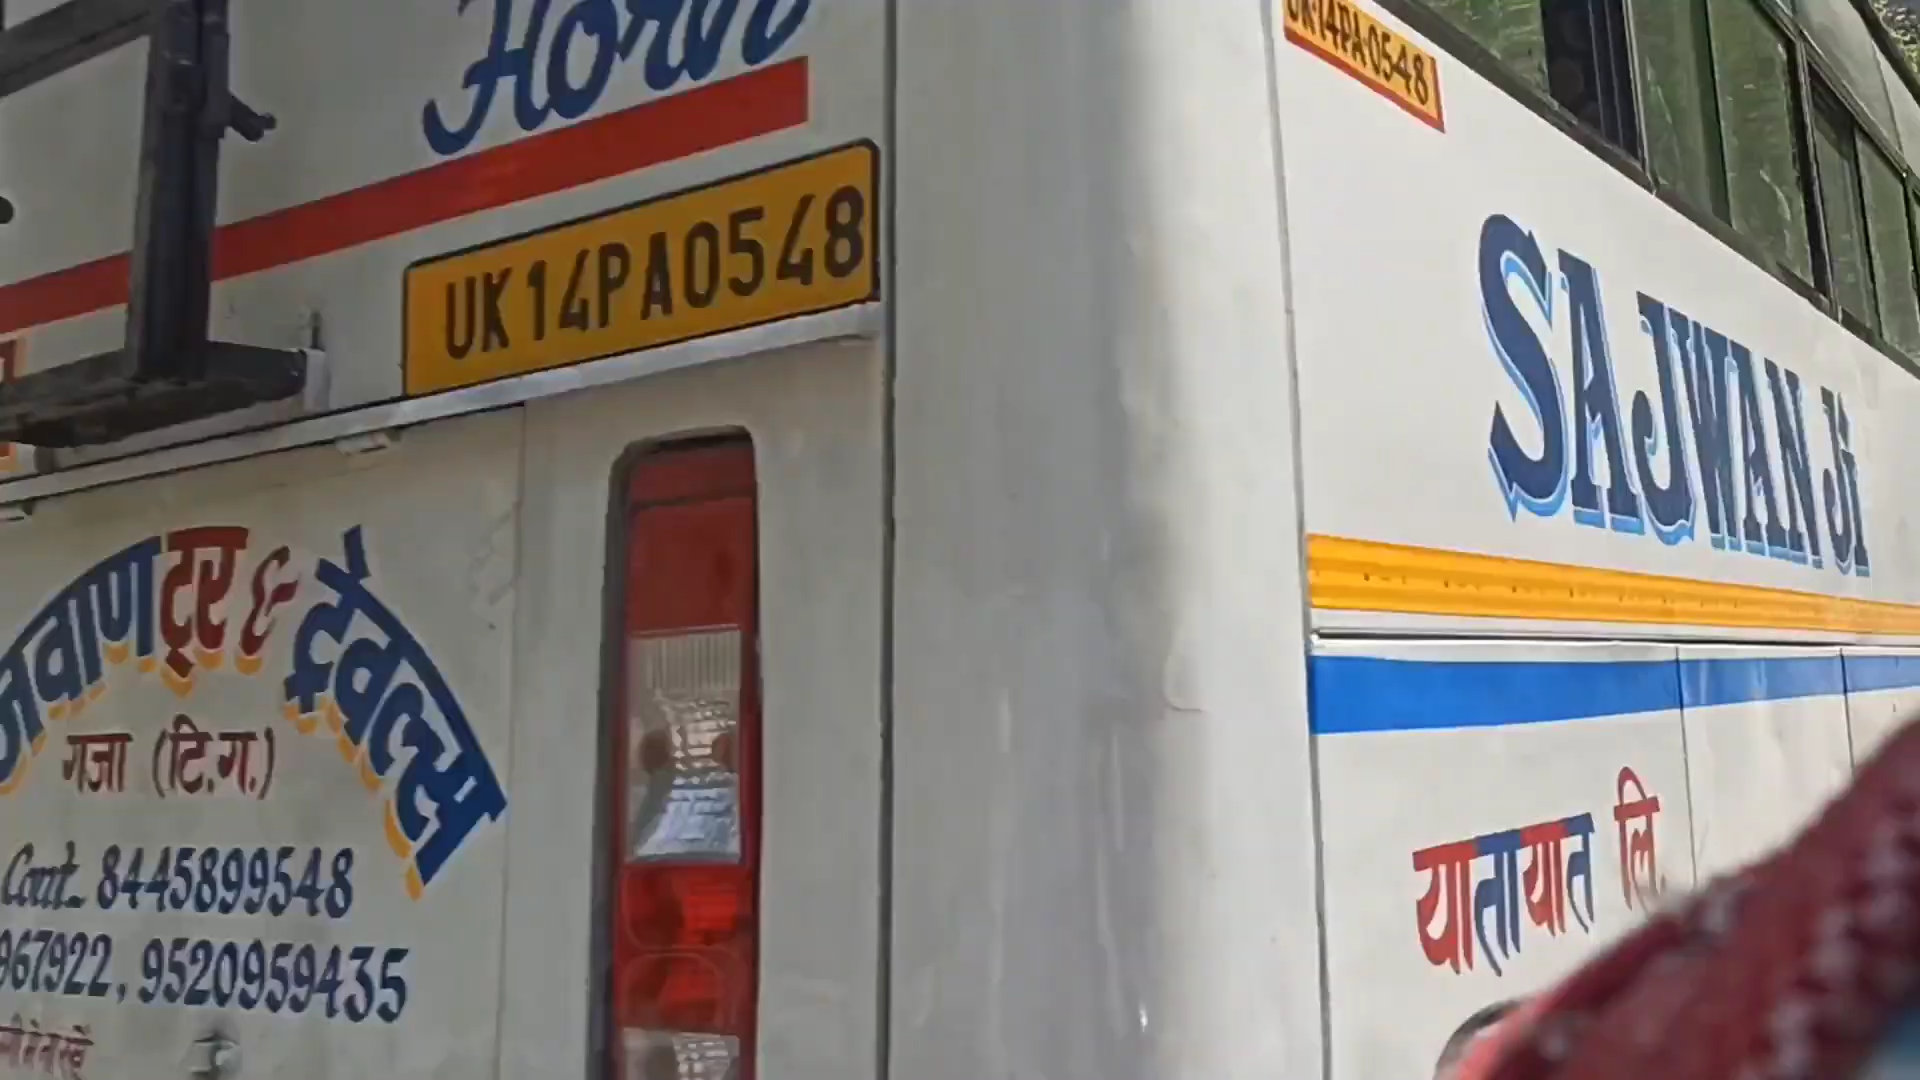 Horn
UK14PA0548
UK14PA0548
SAJWAN Ji
जवाण टूर & ट्रैवल्स
गजा (टि.ग.)
Cont. 8445899548
967922, 9520959435
यातायात लि.